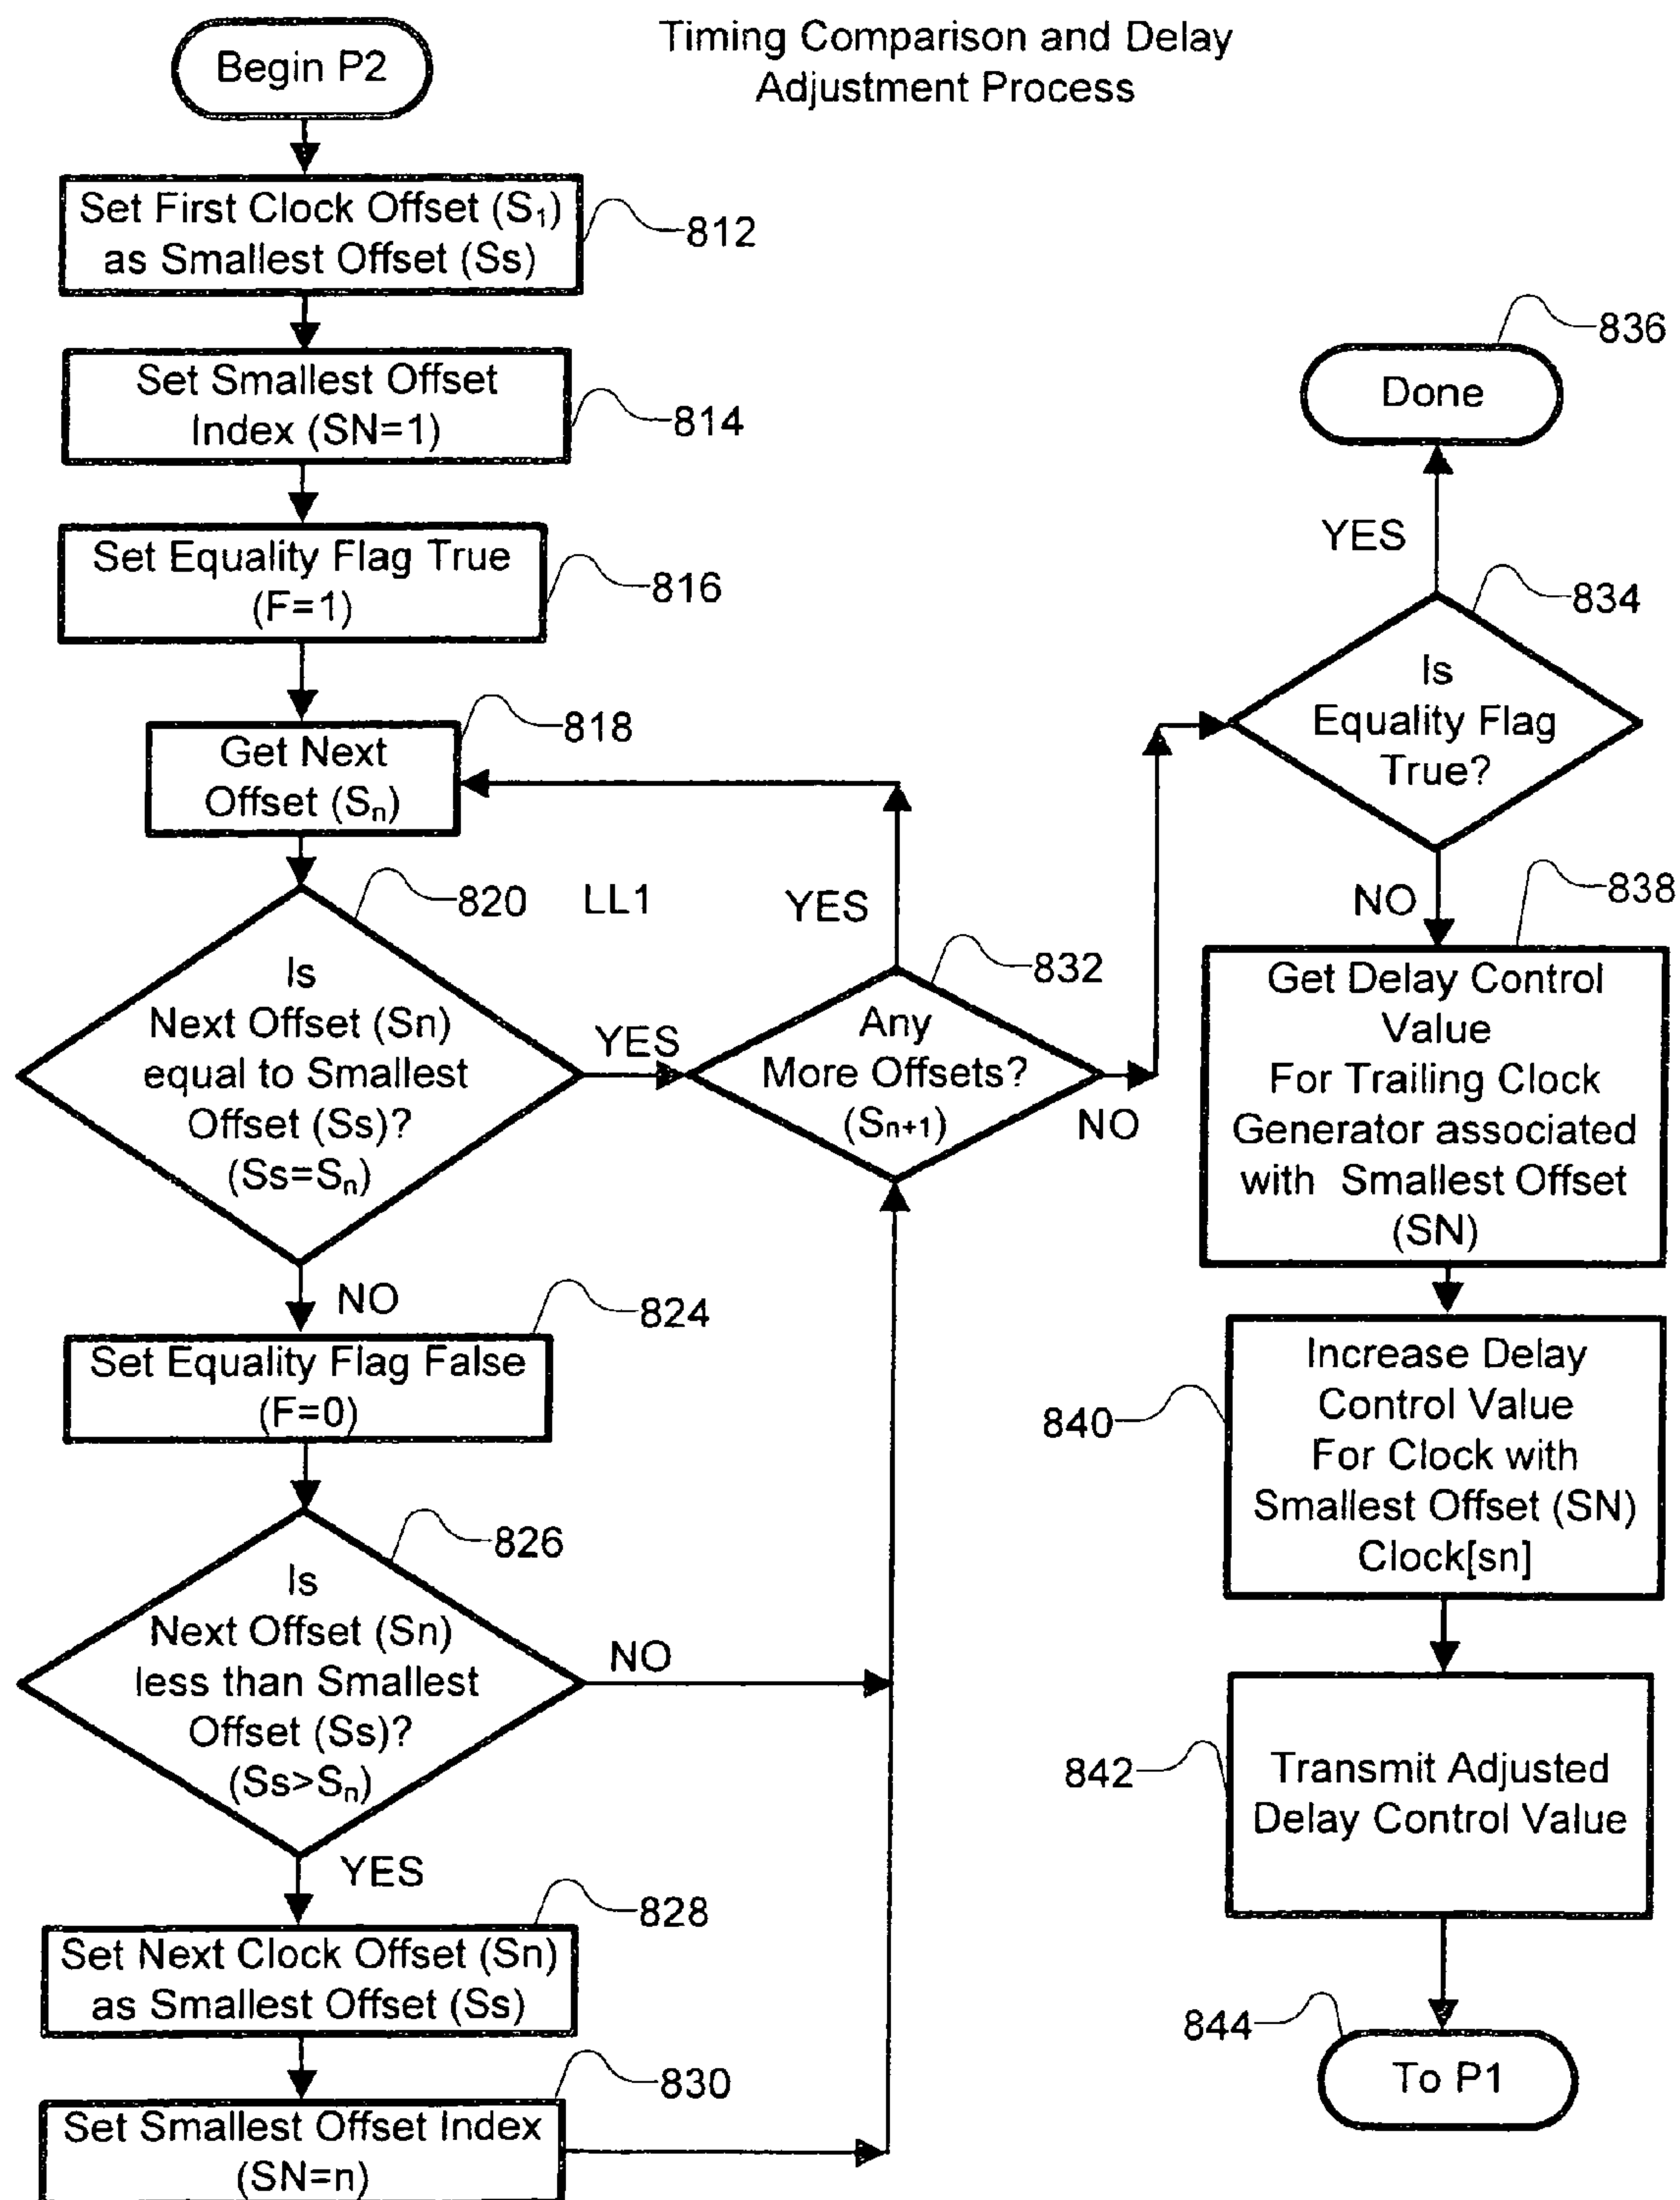 Timing Comparison and Delay
Adjustment Process
Begin P2
Set First Clock Offset (S1)
as Smallest Offset (Ss)
812
Set Smallest Offset
Index (SN=1)
814
Set Equality Flag True
(F=1)
816
Get Next
Offset (Sn)
818
Is
Next Offset (Sn)
equal to Smallest
Offset (Ss)?
(Ss=Sn)
820
LL1
YES
NO
Set Equality Flag False
(F=0)
824
Is
Next Offset (Sn)
less than Smallest
Offset (Ss)?
(Ss>Sn)
826
NO
YES
Set Next Clock Offset (Sn)
as Smallest Offset (Ss)
828
Set Smallest Offset Index
(SN=n)
830
Any
More Offsets?
(Sn+1)
832
YES
NO
Is
Equality Flag
True?
834
YES
Done
836
NO
Get Delay Control
Value
For Trailing Clock
Generator associated
with Smallest Offset
(SN)
838
Increase Delay
Control Value
For Clock with
Smallest Offset (SN)
Clock[sn]
840
Transmit Adjusted
Delay Control Value
842
To P1
844